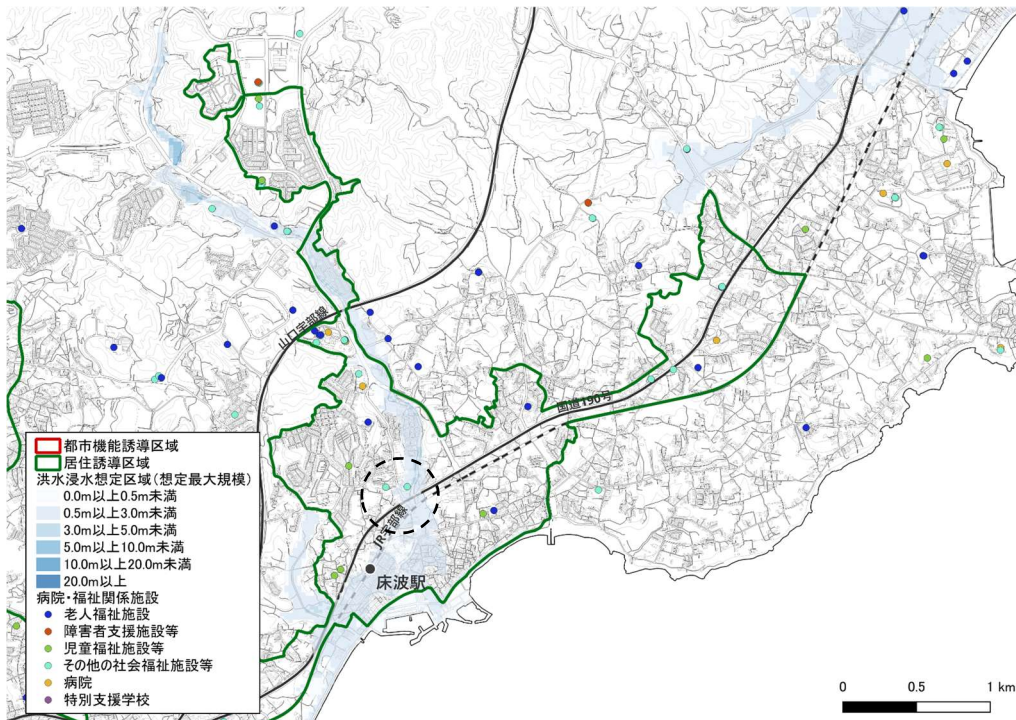 山口宇部線
国道190号
JR宇部線
床波駅
都市機能誘導区域
居住誘導区域
洪水浸水想定区域(想定最大規模)
0.0m以上0.5m未満
0.5m以上3.0m未満
3.0m以上5.0m未満
5.0m以上10.0m未満
10.0m以上20.0m未満
20.0m以上
病院・福祉関係施設
老人福祉施設
障害者支援施設等
児童福祉施設等
その他の社会福祉施設等
病院
特別支援学校
0 0.5 1 km